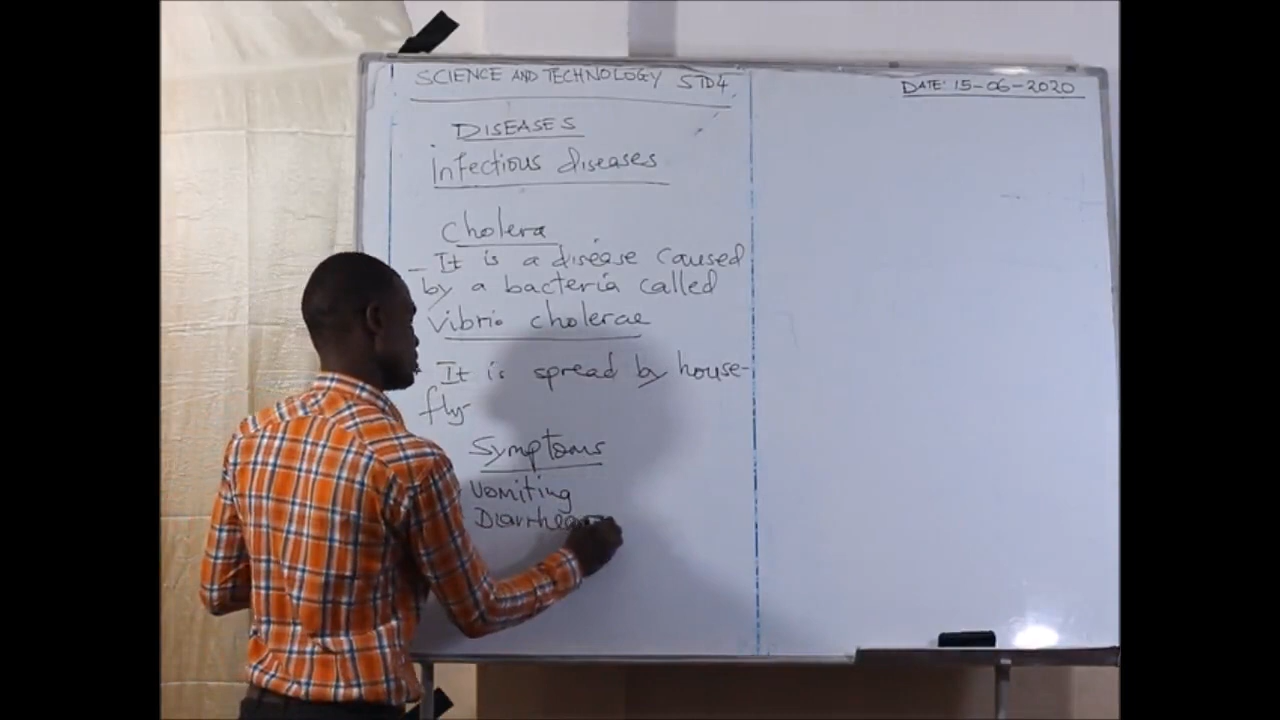 SCIENCE AND TECHNOLOGY STD4
DATE: 15-06-2020
DISEASES
infectious diseases
Cholera
- It is a disease caused
by a bacteria called
Vibrio cholerae
It is spread by house-
fly
Symptoms
Vomiting
Diarrhea